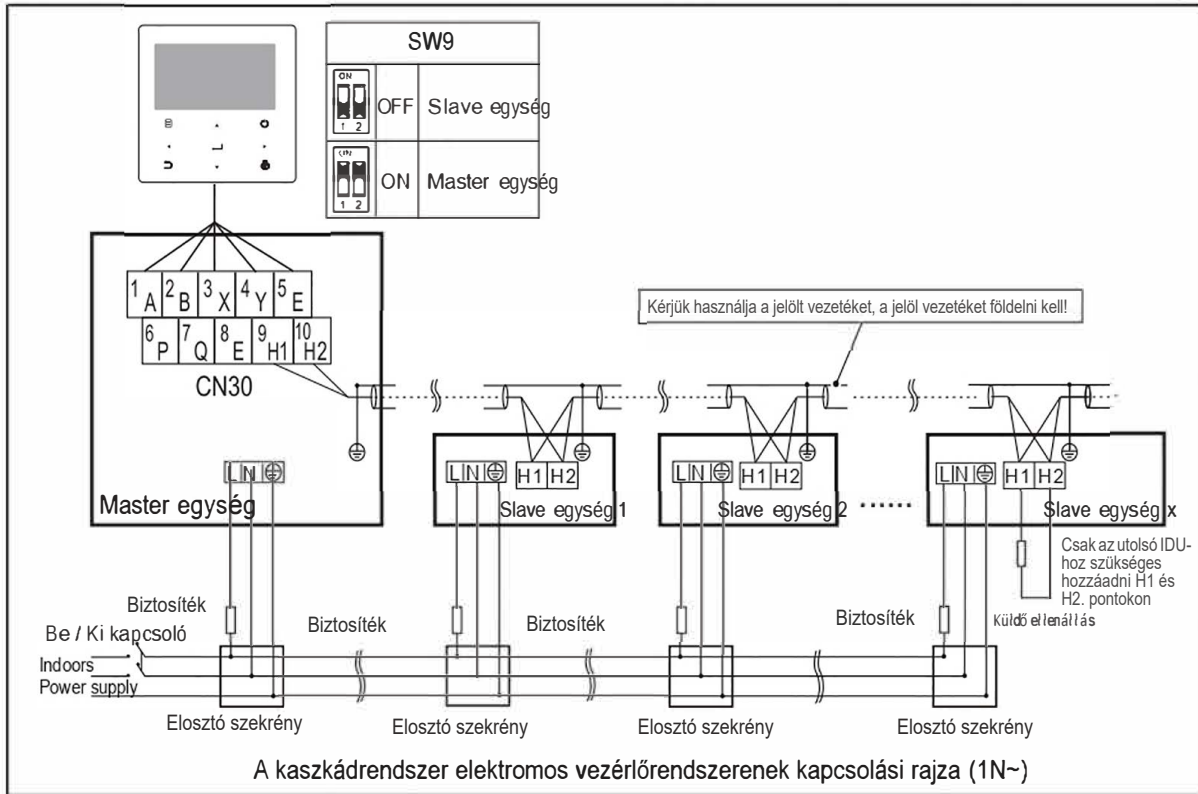 SW9
ON
1 2
OFF
Slave egység
ON
1 2
ON
Master egység
1 A 2 B 3 X 4 Y 5 E
6 P 7 Q 8 E 9 H1 10 H2
CN30
Kérjük használja a jelölt vezetéket, a jelöl vezetéket földelni kell!
L N
Master egység
L N
H1 H2
Slave egység 1
L N
H1 H2
Slave egység 2
......
L N
H1 H2
Slave egység x
Csak az utolsó IDU-
hoz szükséges
hozzáadni H1 és
H2. pontokon
Küldő ellenállás
Biztosíték
Biztosíték
Biztosíték
Biztosíték
Be / Ki kapcsoló
Indoors
Power supply
Elosztó szekrény
Elosztó szekrény
Elosztó szekrény
Elosztó szekrény
A kaszkádrendszer elektromos vezérlőrendszerenek kapcsolási rajza (1N~)